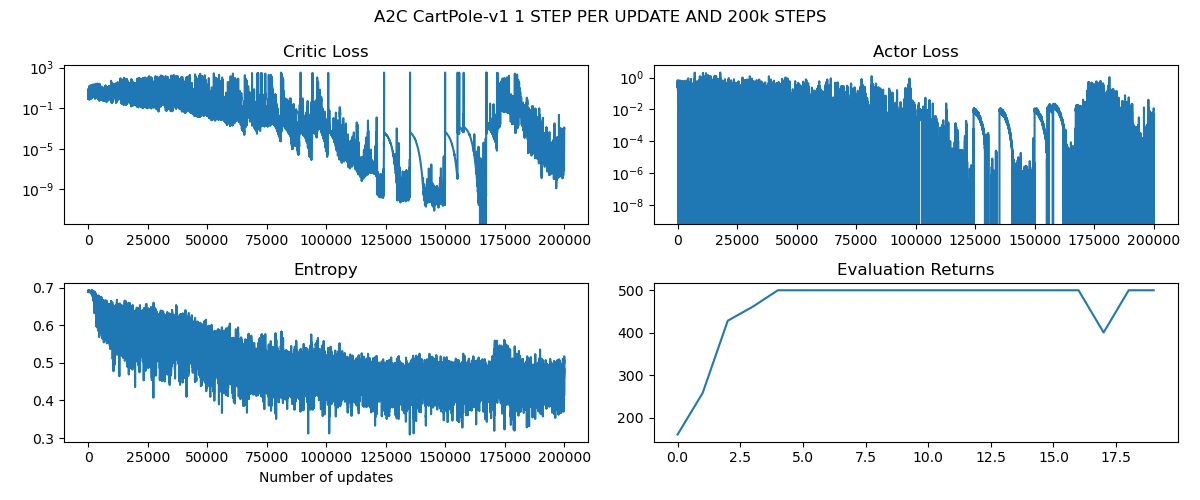 A2C CartPole-v1 1 STEP PER UPDATE AND 200k STEPS
Critic Loss
10^3
10^-1
10^-5
10^-9
0 25000 50000 75000 100000 125000 150000 175000 200000
Actor Loss
10^0
10^-2
10^-4
10^-6
10^-8
0 25000 50000 75000 100000 125000 150000 175000 200000
Entropy
0.7
0.6
0.5
0.4
0.3
0 25000 50000 75000 100000 125000 150000 175000 200000
Number of updates
Evaluation Returns
500
400
300
200
0.0 2.5 5.0 7.5 10.0 12.5 15.0 17.5